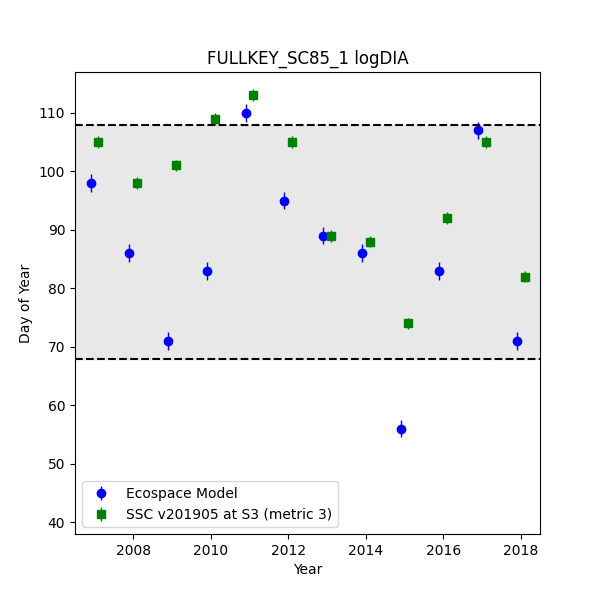 FULLKEY_SC85_1 logDIA
110
100
90
80
70
60
50
40
Day of Year
Ecospace Model
SSC v201905 at S3 (metric 3)
2008 2010 2012 2014 2016 2018
Year